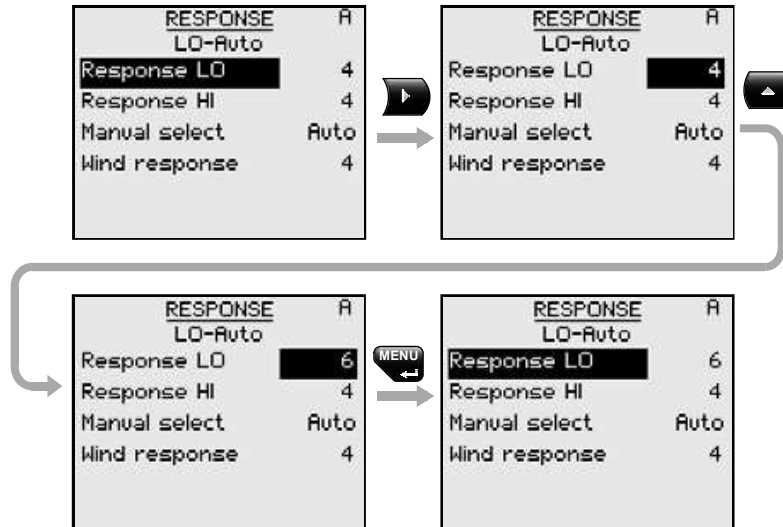 RESPONSE A
LO-Auto
Response LO 4
Response HI 4
Manual select Auto
Wind response 4
RESPONSE A
LO-Auto
Response LO 4
Response HI 4
Manual select Auto
Wind response 4
RESPONSE A
LO-Auto
Response LO 6
Response HI 4
Manual select Auto
Wind response 4
MENU
RESPONSE A
LO-Auto
Response LO 6
Response HI 4
Manual select Auto
Wind response 4